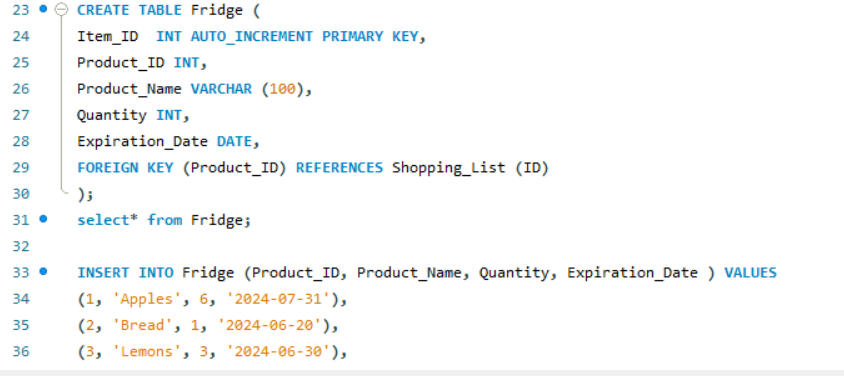 23 CREATE TABLE Fridge (
24 Item_ID  INT AUTO_INCREMENT PRIMARY KEY,
25 Product_ID INT,
26 Product_Name VARCHAR (100),
27 Quantity INT,
28 Expiration_Date DATE,
29 FOREIGN KEY (Product_ID) REFERENCES Shopping_List (ID)
30 );
31 select* from Fridge;
32
33 INSERT INTO Fridge (Product_ID, Product_Name, Quantity, Expiration_Date ) VALUES
34 (1, 'Apples', 6, '2024-07-31'),
35 (2, 'Bread', 1, '2024-06-20'),
36 (3, 'Lemons', 3, '2024-06-30'),